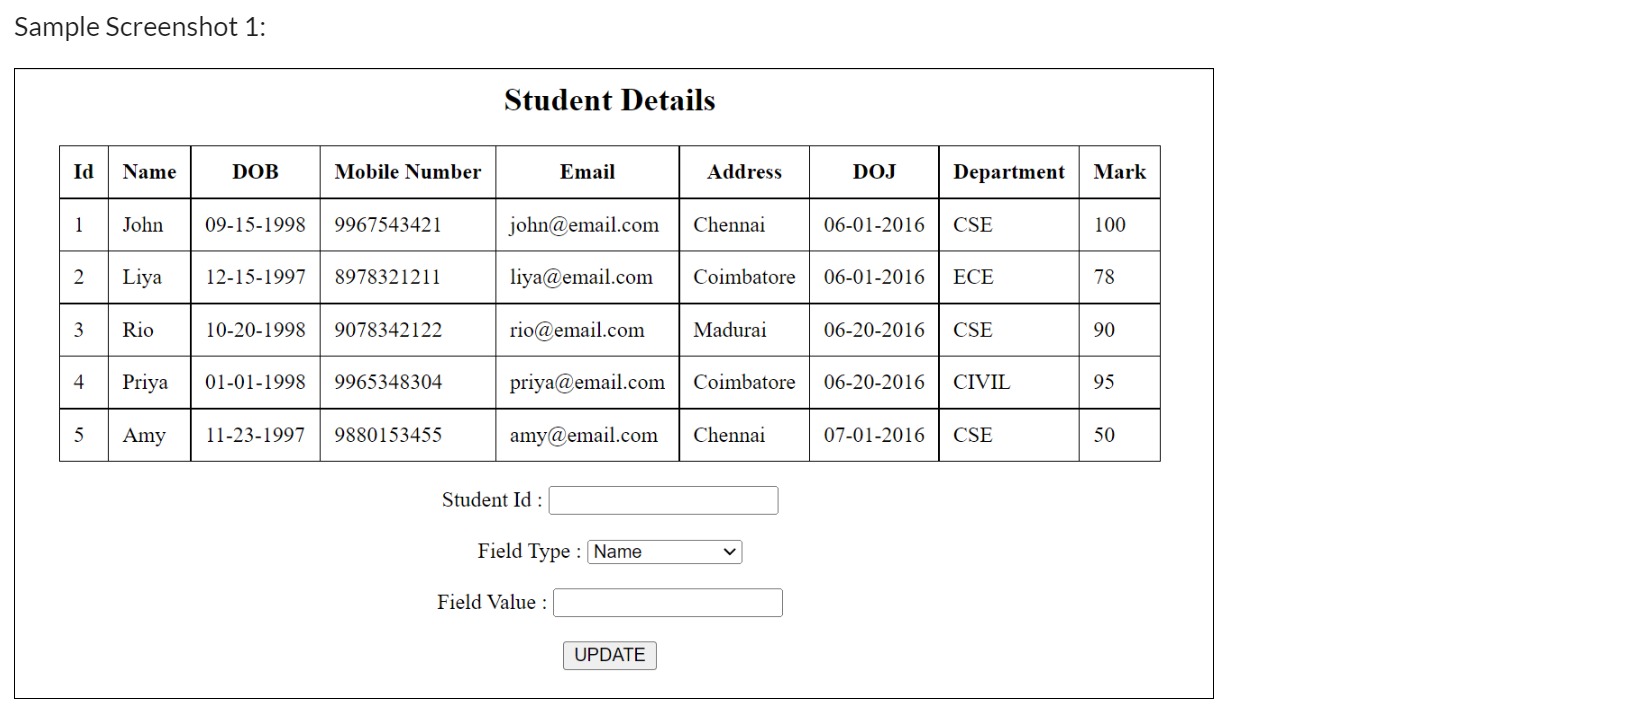 Sample Screenshot 1:
Student Details
Id Name DOB Mobile Number Email Address DOJ Department Mark
1 John 09-15-1998 9967543421 john@email.com Chennai 06-01-2016 CSE 100
2 Liya 12-15-1997 8978321211 liya@email.com Coimbatore 06-01-2016 ECE 78
3 Rio 10-20-1998 9078342122 rio@email.com Madurai 06-20-2016 CSE 90
4 Priya 01-01-1998 9965348304 priya@email.com Coimbatore 06-20-2016 CIVIL 95
5 Amy 11-23-1997 9880153455 amy@email.com Chennai 07-01-2016 CSE 50
Student Id :
Field Type : Name
Field Value :
UPDATE